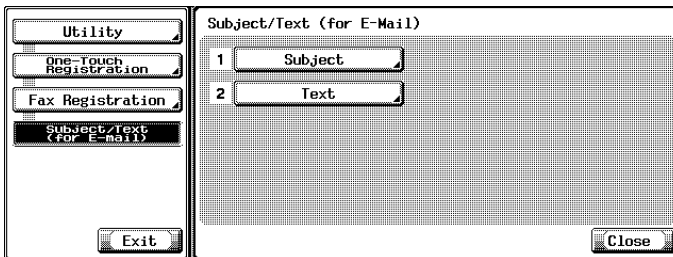 Utility
One-Touch
Registration
Fax Registration
Subject/Text
(for E-mail)
Exit
Subject/Text (for E-Mail)
1 Subject
2 Text
Close